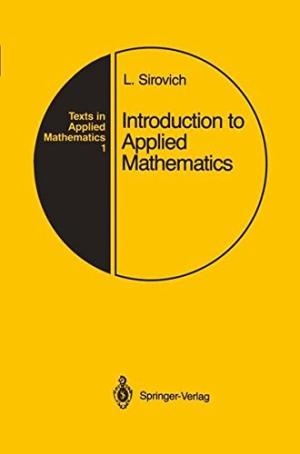 L. Sirovich
Texts in
Applied
Mathematics
1
Introduction to
Applied
Mathematics
Springer-Verlag